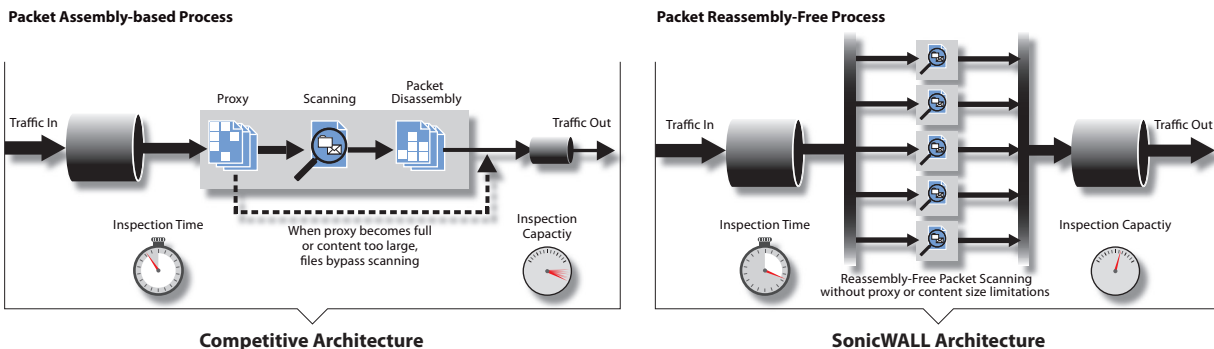 Packet Assembly-based Process
Traffic In
Proxy
Scanning
Packet
Disassembly
Traffic Out
When proxy becomes full
or content too large,
files bypass scanning
Inspection Time
Inspection
Capactiy
Competitive Architecture
Packet Reassembly-Free Process
Traffic In
Traffic Out
Inspection Time
Inspection Capactiy
Reassembly-Free Packet Scanning
without proxy or content size limitations
SonicWALL Architecture